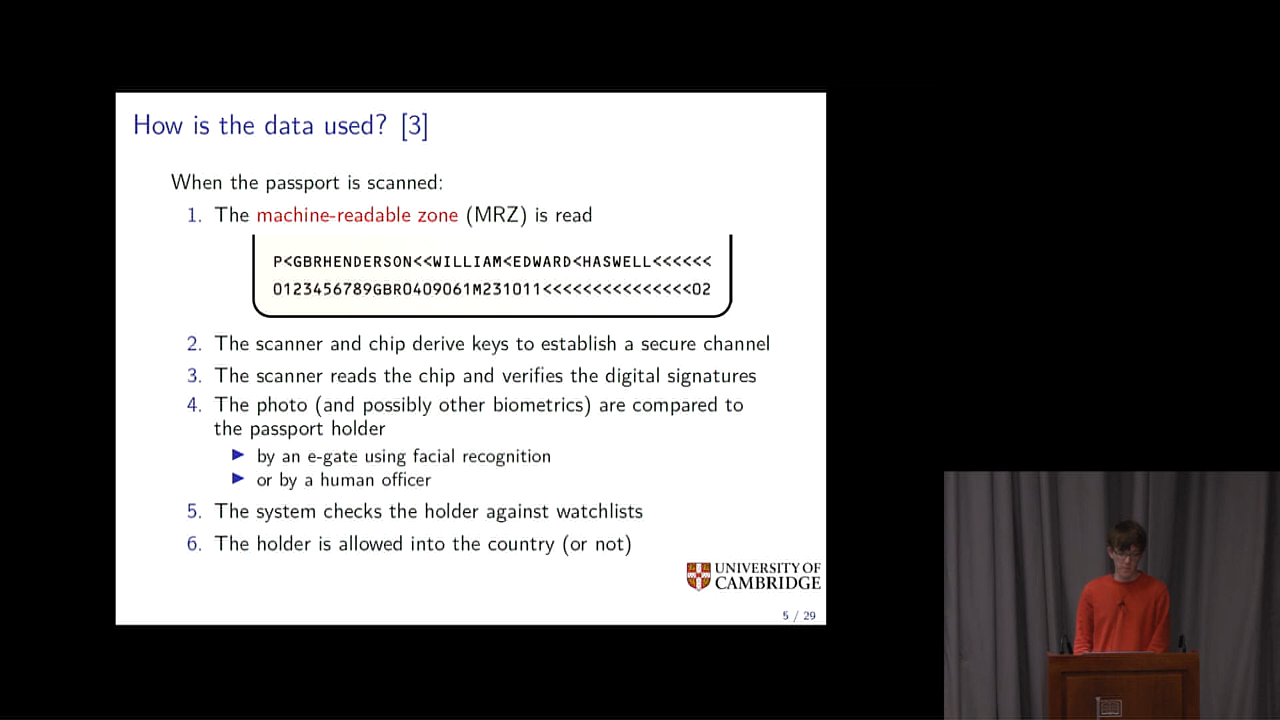 How is the data used? [3]
When the passport is scanned:
1. The machine-readable zone (MRZ) is read
P<GBRHENDERSON<<WILLIAM<EDWARD<HASWELL<<<<<<
0123456789GBR0409061M231011<<<<<<<<<<<<<<<02
2. The scanner and chip derive keys to establish a secure channel
3. The scanner reads the chip and verifies the digital signatures
4. The photo (and possibly other biometrics) are compared to
the passport holder
▶ by an e-gate using facial recognition
▶ or by a human officer
5. The system checks the holder against watchlists
6. The holder is allowed into the country (or not)
UNIVERSITY OF
CAMBRIDGE
5 / 29